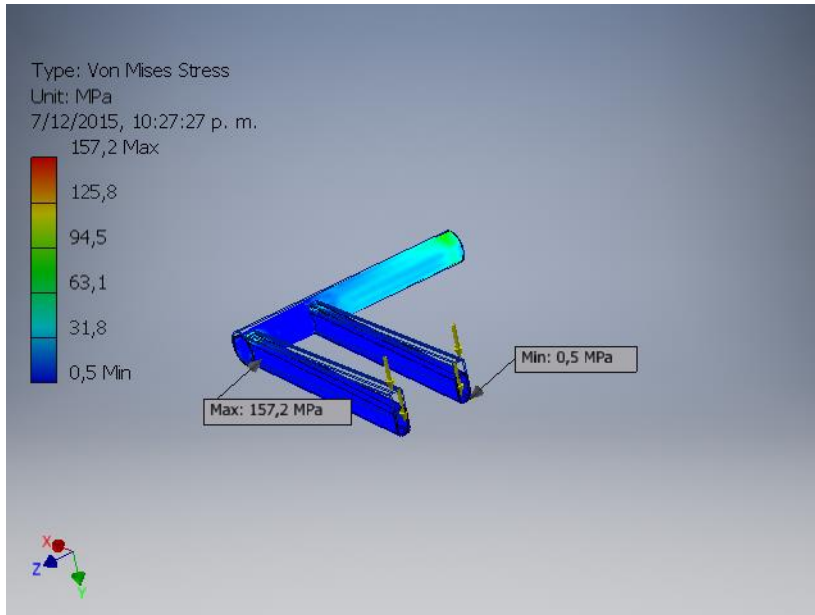 Type: Von Mises Stress
Unit: MPa
7/12/2015, 10:27:27 p. m.
157,2 Max
125,8
94,5
63,1
31,8
0,5 Min
Min: 0,5 MPa
Max: 157,2 MPa
X
Z
Y